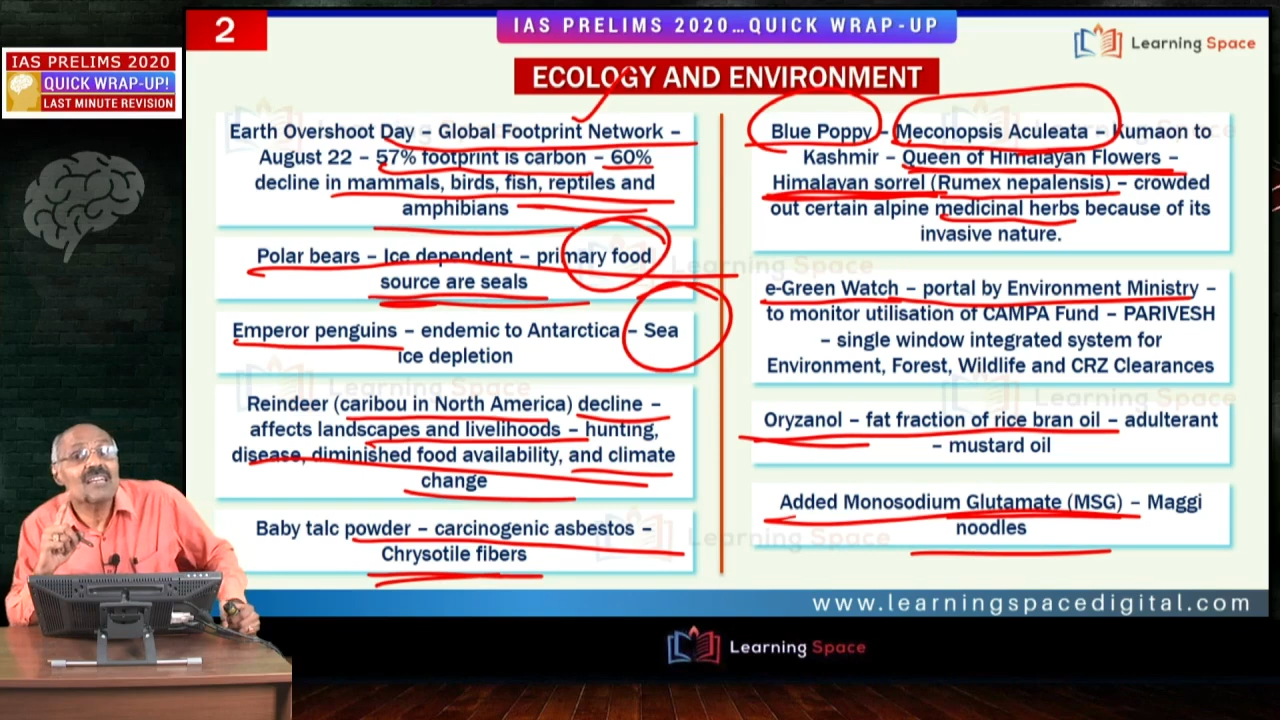 2
IAS PRELIMS 2020...QUICK WRAP-UP
Learning Space
IAS PRELIMS 2020
QUICK WRAP-UP!
LAST MINUTE REVISION
ECOLOGY AND ENVIRONMENT
Earth Overshoot Day – Global Footprint Network –
August 22 – 57% footprint is carbon – 60%
decline in mammals, birds, fish, reptiles and
amphibians
Polar bears – Ice dependent – primary food
source are seals
Emperor penguins – endemic to Antarctica – Sea
ice depletion
Reindeer (caribou in North America) decline –
affects landscapes and livelihoods – hunting,
disease, diminished food availability, and climate
change
Baby talc powder – carcinogenic asbestos –
Chrysotile fibers
Blue Poppy – Meconopsis Aculeata – Kumaon to
Kashmir – Queen of Himalayan Flowers –
Himalayan sorrel (Rumex nepalensis) – crowded
out certain alpine medicinal herbs because of its
invasive nature.
e-Green Watch – portal by Environment Ministry –
to monitor utilisation of CAMPA Fund – PARIVESH
– single window integrated system for
Environment, Forest, Wildlife and CRZ Clearances
Oryzanol – fat fraction of rice bran oil – adulterant
– mustard oil
Added Monosodium Glutamate (MSG) – Maggi
noodles
www.learningspacedigital.com
Learning Space